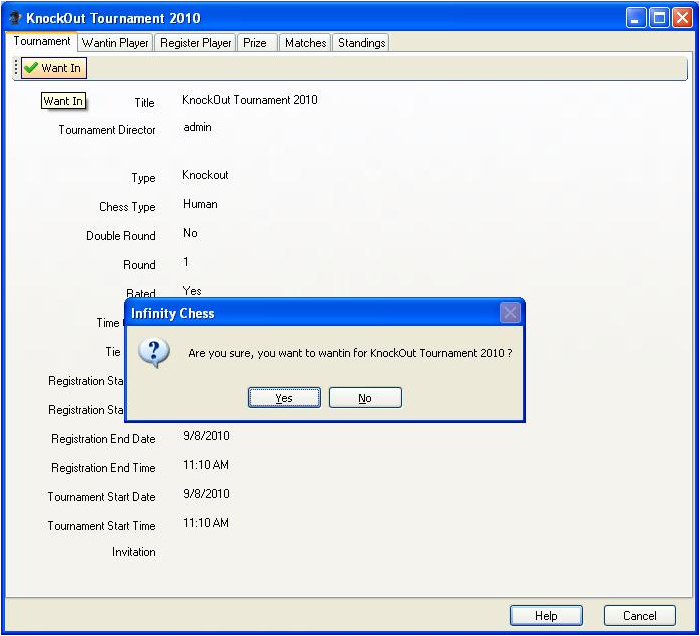 KnockOut Tournament 2010
Tournament Wantin Player Register Player Prize Matches Standings
Want In
Want In
Title KnockOut Tournament 2010
Tournament Director admin
Type Knockout
Chess Type Human
Double Round No
Round 1
Rated Yes
Time
Tie
Registration Sta
Registration Sta
Infinity Chess
Are you sure, you want to wantin for KnockOut Tournament 2010 ?
Yes No
Registration End Date 9/8/2010
Registration End Time 11:10 AM
Tournament Start Date 9/8/2010
Tournament Start Time 11:10 AM
Invitation
Help Cancel